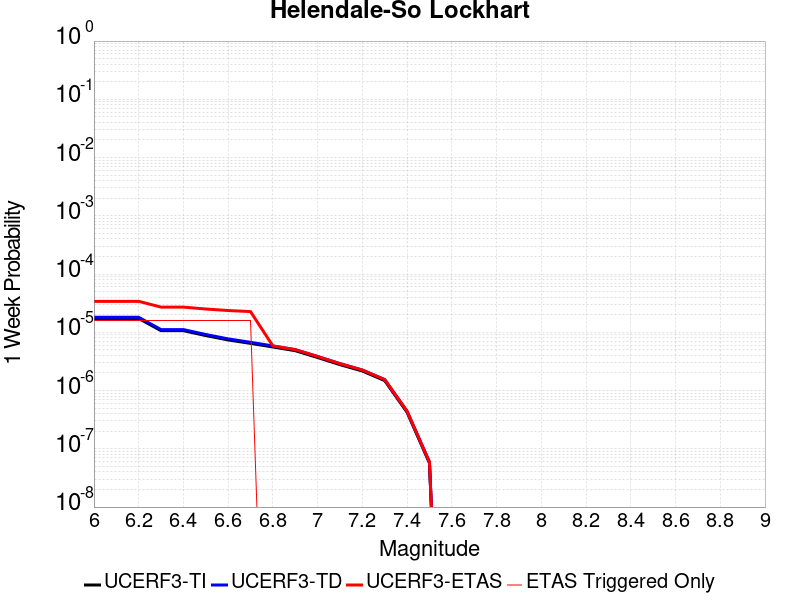 Helendale-So Lockhart
10^0
10^-1
10^-2
10^-3
10^-4
10^-5
10^-6
10^-7
10^-8
1 Week Probability
6 6.2 6.4 6.6 6.8 7 7.2 7.4 7.6 7.8 8 8.2 8.4 8.6 8.8 9
Magnitude
UCERF3-TI UCERF3-TD UCERF3-ETAS ETAS Triggered Only